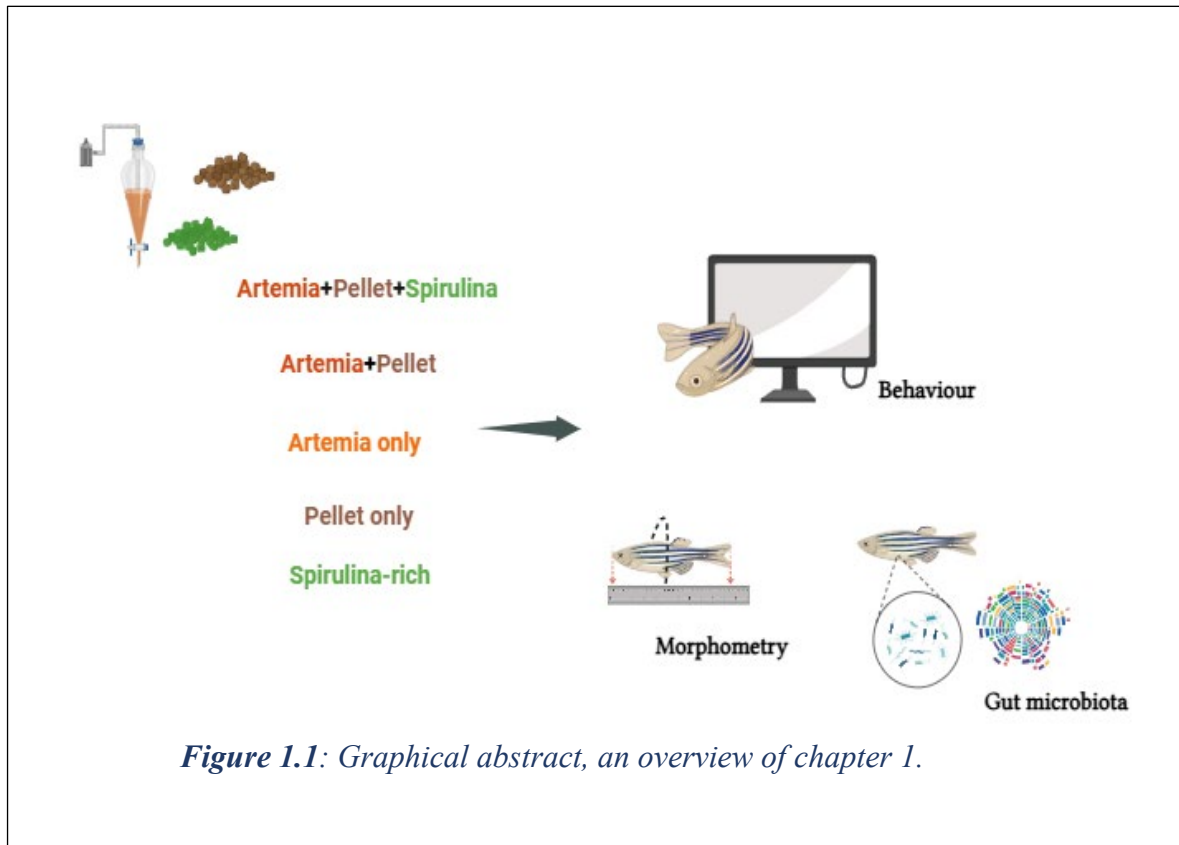 Artemia+Pellet+Spirulina
Artemia+Pellet
Artemia only
Pellet only
Spirulina-rich
Behaviour
Morphometry
Gut microbiota
Figure 1.1: Graphical abstract, an overview of chapter 1.